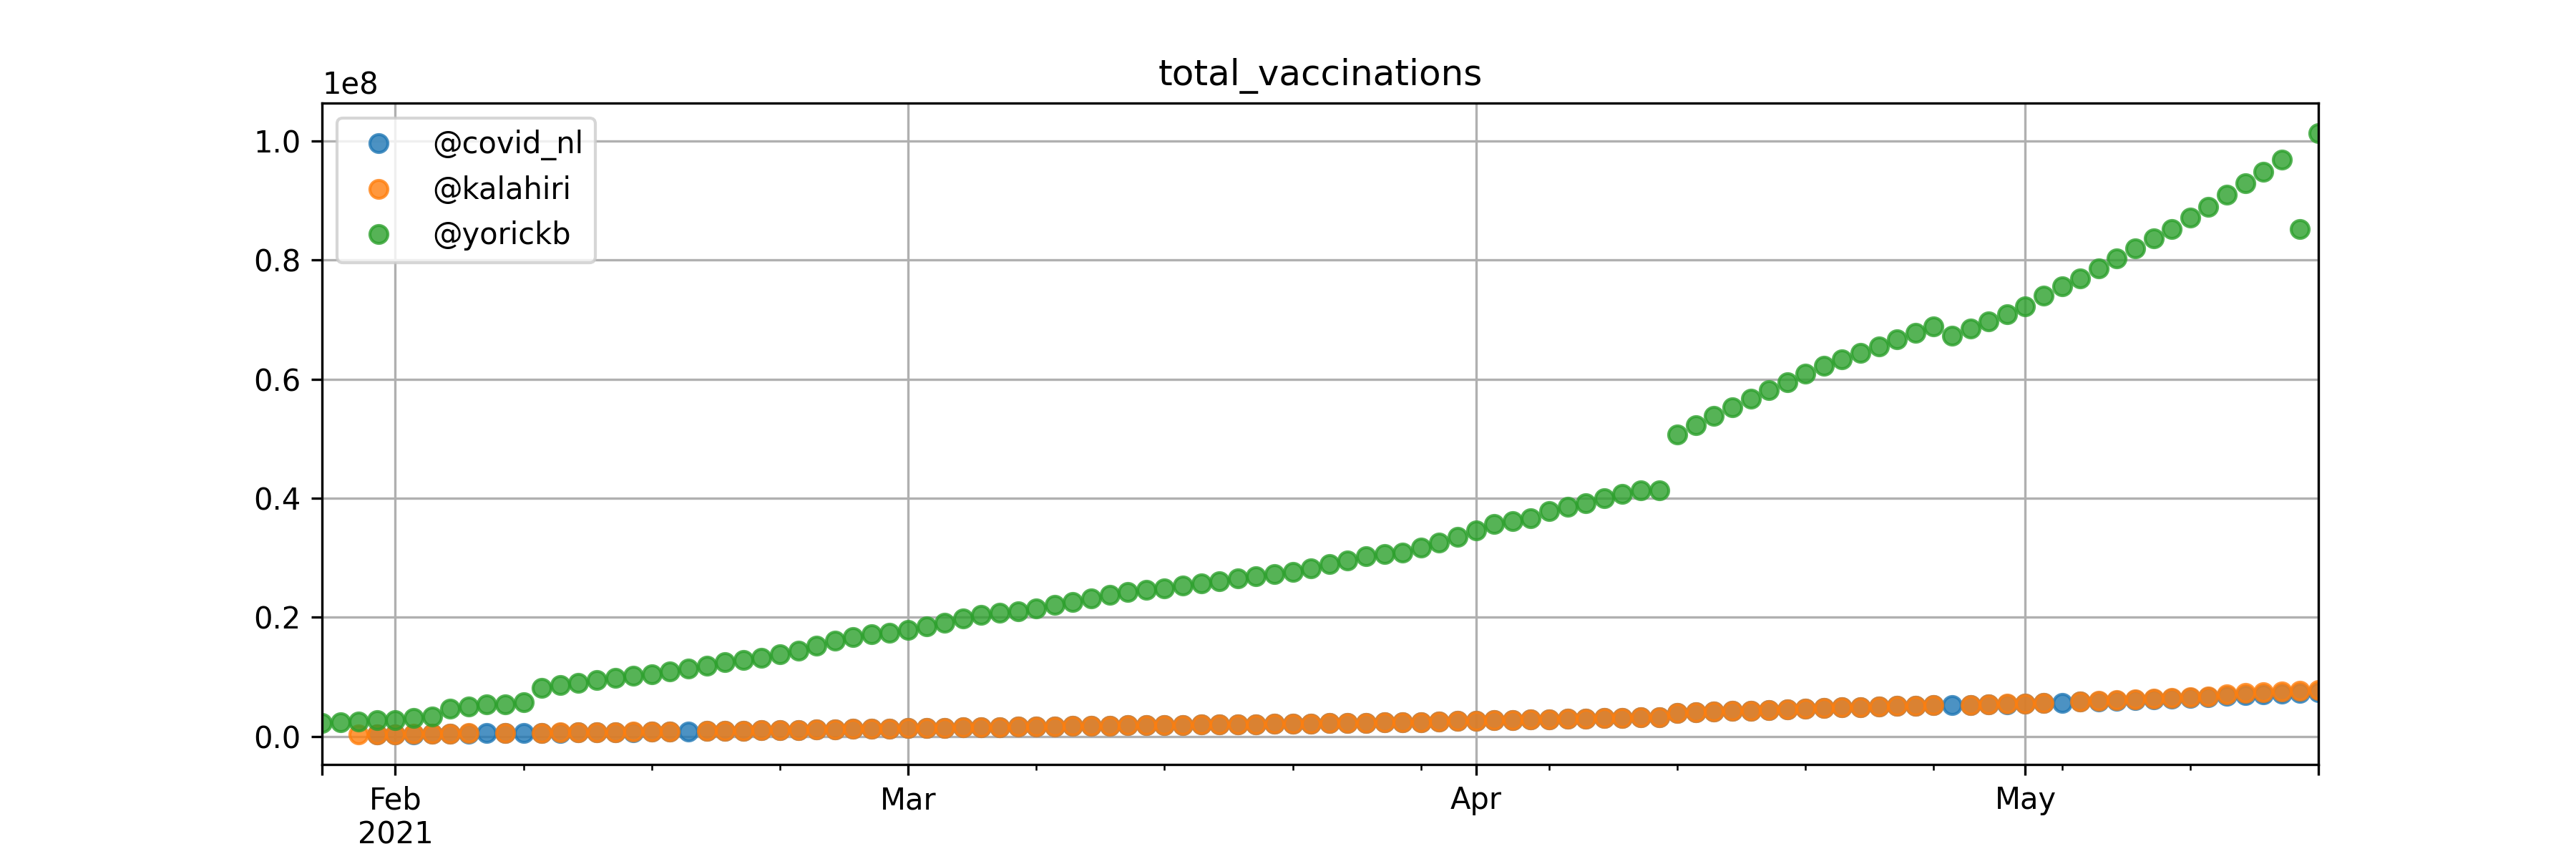 total_vaccinations
1e8
1.0
0.8
0.6
0.4
0.2
0.0
@covid_nl
@kalahiri
@yorickb
Feb Mar Apr May
2021